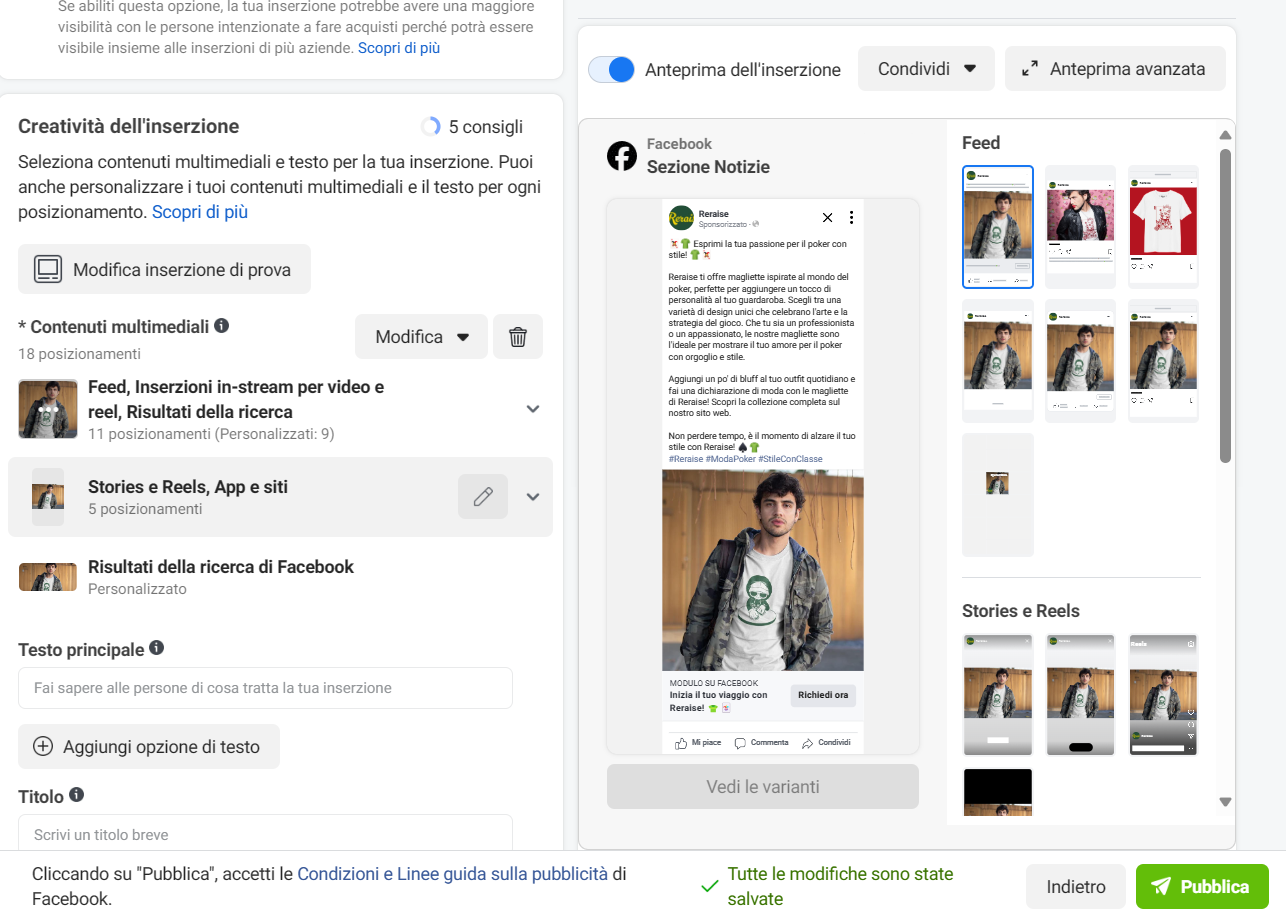 Se abiliti questa opzione, la tua inserzione potrebbe avere una maggiore
visibilità con le persone intenzionate a fare acquisti perché potrà essere
visibile insieme alle inserzioni di più aziende. Scopri di più
Creatività dell'inserzione
5 consigli
Seleziona contenuti multimediali e testo per la tua inserzione. Puoi
anche personalizzare i tuoi contenuti multimediali e il testo per ogni
posizionamento. Scopri di più
Modifica inserzione di prova
* Contenuti multimediali
18 posizionamenti
Modifica
Feed, Inserzioni in-stream per video e
reel, Risultati della ricerca
11 posizionamenti (Personalizzati: 9)
Stories e Reels, App e siti
5 posizionamenti
Risultati della ricerca di Facebook
Personalizzato
Testo principale
Fai sapere alle persone di cosa tratta la tua inserzione
Aggiungi opzione di testo
Titolo
Scrivi un titolo breve
Anteprima dell'inserzione
Condividi
Anteprima avanzata
Facebook
Sezione Notizie
Reraise
Sponsorizzato ·
🃏👕 Esprimi la tua passione per il poker con
stile! 👕🃏
Reraise ti offre magliette ispirate al mondo del
poker, perfette per aggiungere un tocco di
personalità al tuo guardaroba. Scegli tra una
varietà di design unici che celebrano l'arte e la
strategia del gioco. Che tu sia un professionista
o un appassionato, le nostre magliette sono
l'ideale per mostrare il tuo amore per il poker
con orgoglio e stile.
Aggiungi un po' di bluff al tuo outfit quotidiano e
fai una dichiarazione di moda con le magliette
di Reraise! Scopri la collezione completa sul
nostro sito web.
Non perdere tempo, è il momento di alzare il tuo
stile con Reraise! ♠️👕
#Reraise #ModaPoker #StileConClasse
MODULO SU FACEBOOK
Inizia il tuo viaggio con
Reraise! 👕🃏
Richiedi ora
Mi piace
Commenta
Condividi
Vedi le varianti
Feed
Stories e Reels
Reels
Cliccando su "Pubblica", accetti le Condizioni e Linee guida sulla pubblicità di
Facebook.
Tutte le modifiche sono state
salvate
Indietro
Pubblica